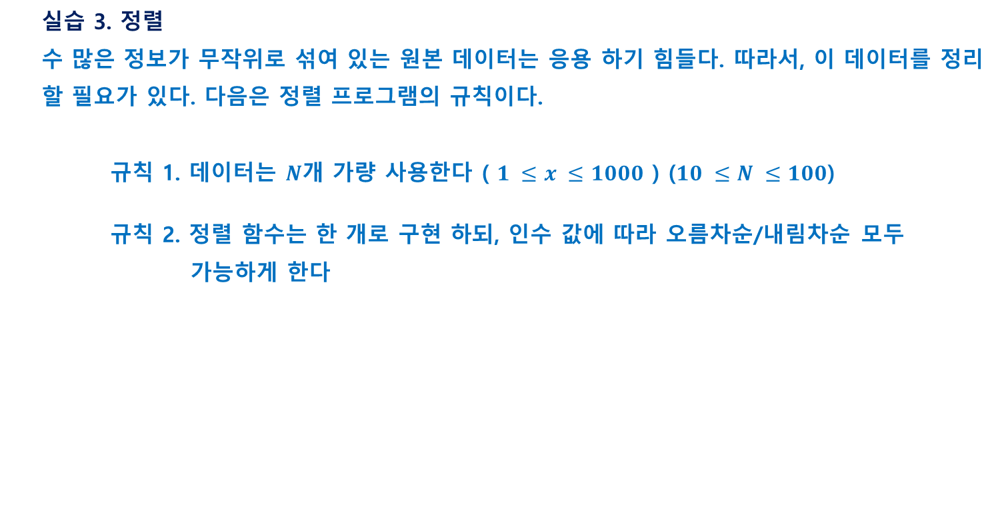 실습 3. 정렬
수 많은 정보가 무작위로 섞여 있는 원본 데이터는 응용 하기 힘들다. 따라서, 이 데이터를 정리
할 필요가 있다. 다음은 정렬 프로그램의 규칙이다.
규칙 1. 데이터는 N개 가량 사용한다 ( 1 ≤ x ≤ 1000 ) (10 ≤ N ≤ 100)
규칙 2. 정렬 함수는 한 개로 구현 하되, 인수 값에 따라 오름차순/내림차순 모두
가능하게 한다